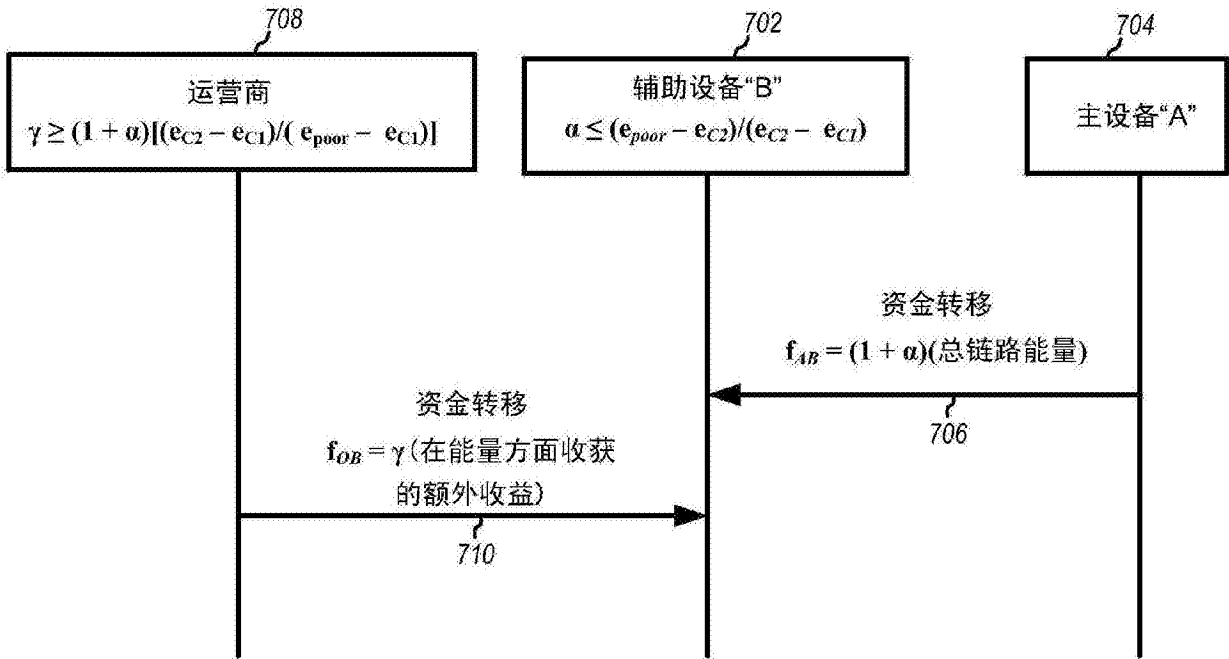 708
702
704
运营商
γ ≥ (1 + α)[(eC2 – eC1)/( epoor – eC1)]
辅助设备“B”
α ≤ (epoor – eC2)/(eC2 – eC1)
主设备“A”
资金转移
fAB = (1 + α)(总链路能量)
706
资金转移
fOB = γ (在能量方面收获
的额外收益)
710